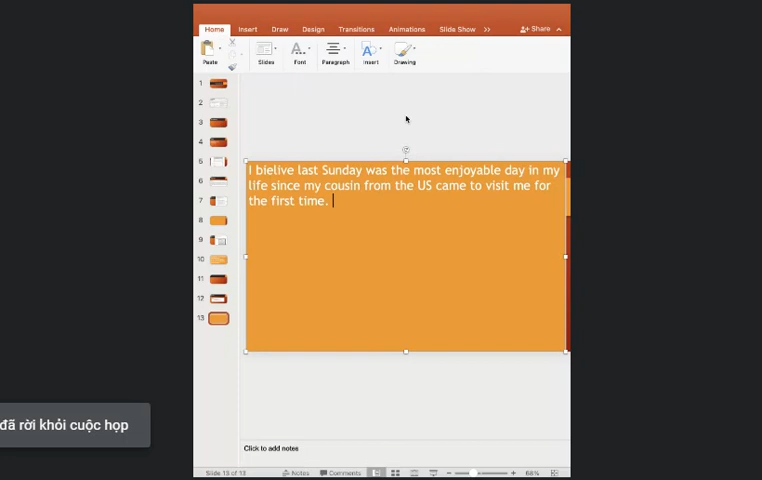 Home Insert Draw Design Transitions Animations Slide Show Share
Paste Slides Font Paragraph Insert Drawing
1
2
3
4
5
6
7
8
9
10
11
12
13
I bielive last Sunday was the most enjoyable day in my
life since my cousin from the US came to visit me for
the first time.
đã rời khỏi cuộc họp
Click to add notes
Slide 13 of 13 Notes Comments 68%